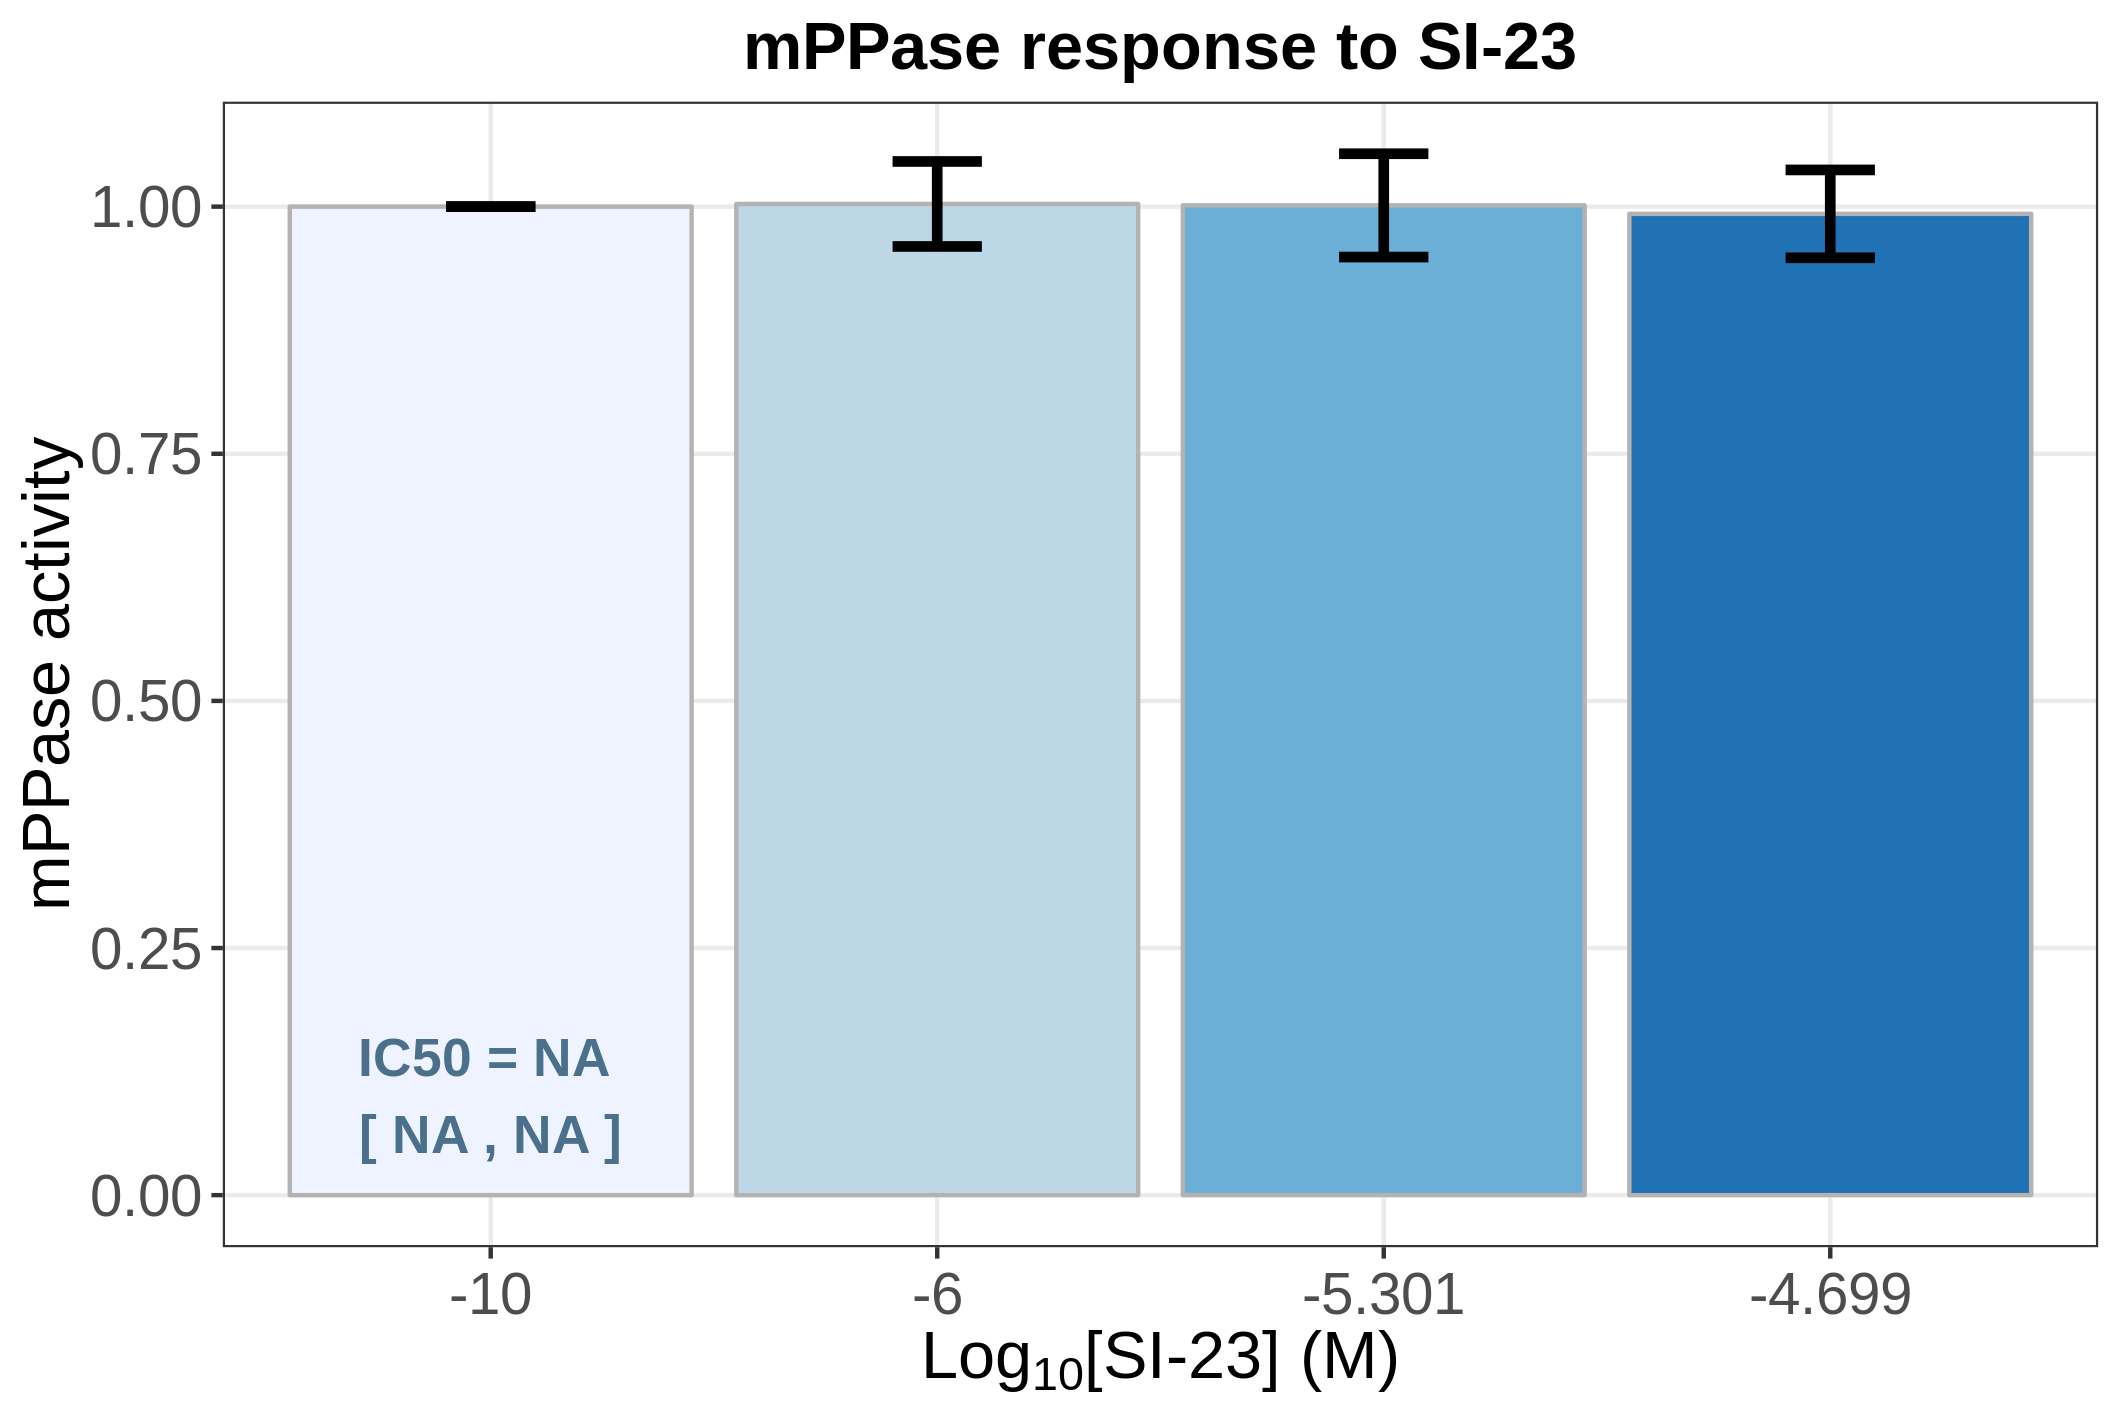 mPPase response to SI-23
mPPase activity
1.00
0.75
0.50
0.25
0.00
IC50 = NA
[ NA , NA ]
-10
-6
-5.301
-4.699
Log10[SI-23] (M)